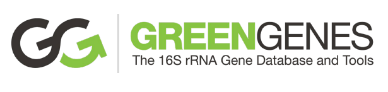 GG
GREENGENES
The 16S rRNA Gene Database and Tools